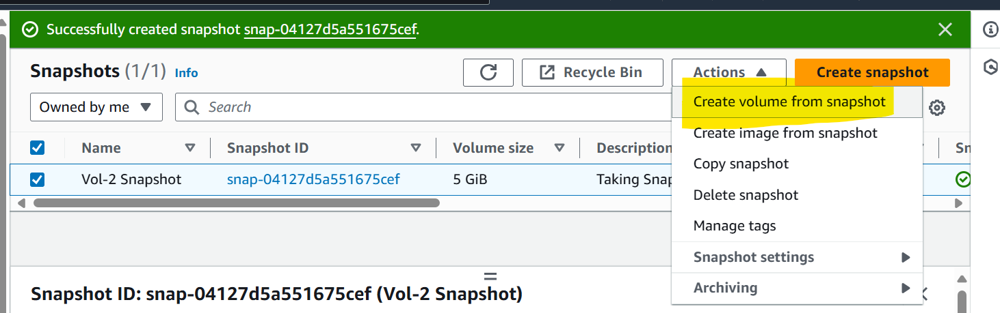 Successfully created snapshot snap-04127d5a551675cef.
Snapshots (1/1) Info
Recycle Bin
Actions
Create snapshot
Owned by me
Search
Create volume from snapshot
Create image from snapshot
Copy snapshot
Delete snapshot
Manage tags
Snapshot settings
Archiving
Name Snapshot ID Volume size Description
Vol-2 Snapshot snap-04127d5a551675cef 5 GiB Taking
Snapshot ID: snap-04127d5a551675cef (Vol-2 Snapshot)